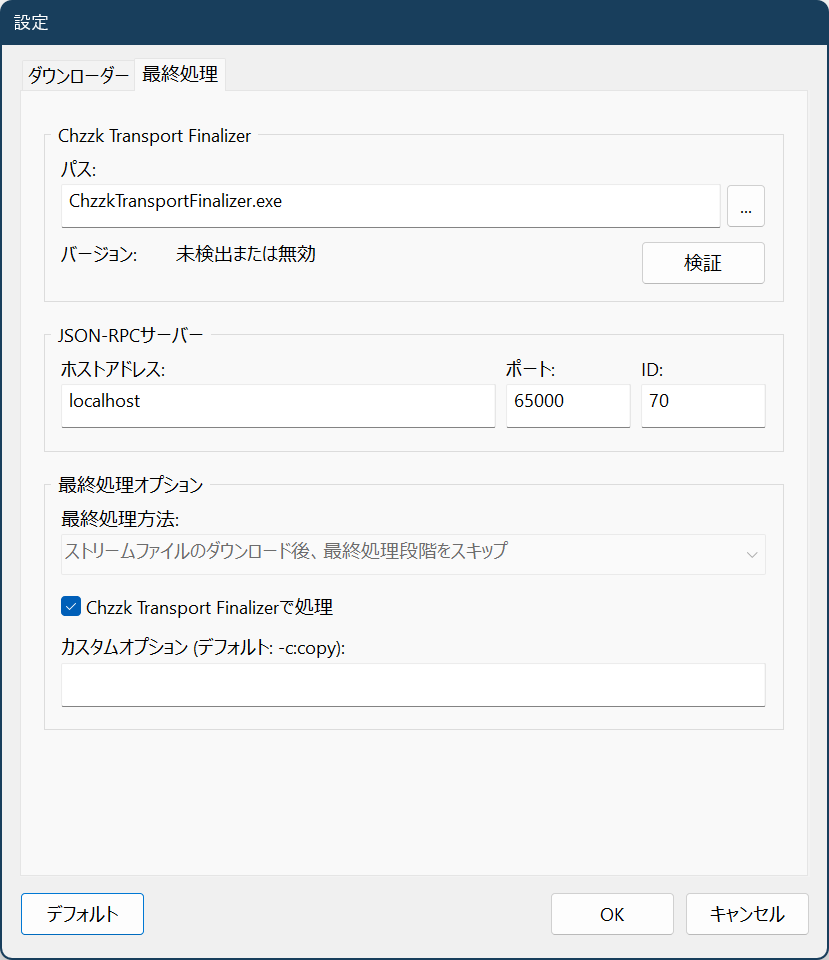 設定
ダウンローダー 最終処理
Chzzk Transport Finalizer
パス:
ChzzkTransportFinalizer.exe ...
バージョン: 未検出または無効 検証
JSON-RPCサーバー
ホストアドレス: ポート: ID:
localhost 65000 70
最終処理オプション
最終処理方法:
ストリームファイルのダウンロード後、最終処理段階をスキップ
Chzzk Transport Finalizerで処理
カスタムオプション (デフォルト: -c:copy):
デフォルト OK キャンセル